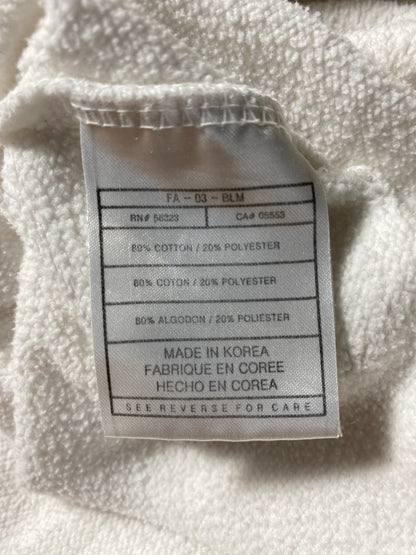 FA - 03 - BLM
RN# 56323 CA# 05553
80% COTTON / 20% POLYESTER
80% COTON / 20% POLYESTER
80% ALGODON / 20% POLIESTER
MADE IN KOREA
FABRIQUE EN COREE
HECHO EN COREA
SEE REVERSE FOR CARE